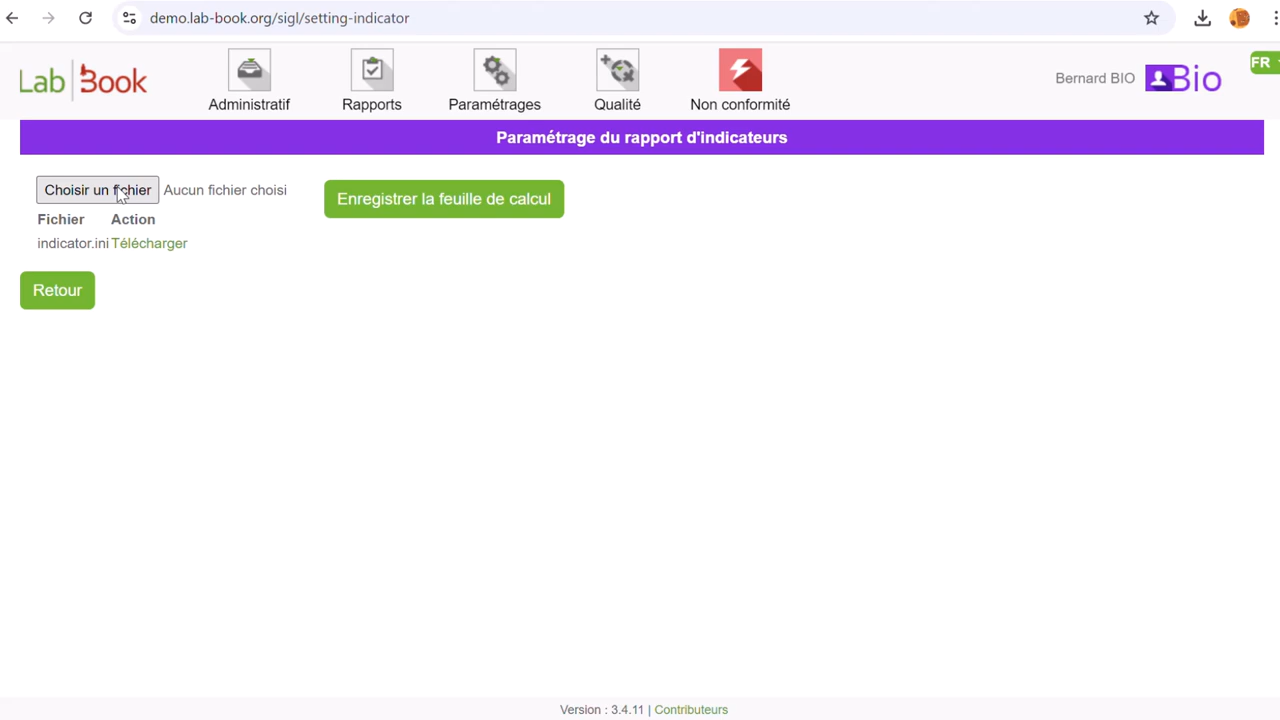 demo.lab-book.org/sigl/setting-indicator
Lab Book
Administratif
Rapports
Paramétrages
Qualité
Non conformité
Bernard BIO
Bio
FR
Paramétrage du rapport d'indicateurs
Choisir un fichier Aucun fichier choisi
Enregistrer la feuille de calcul
Fichier Action
indicator.ini Télécharger
Retour
Version : 3.4.11 | Contributeurs